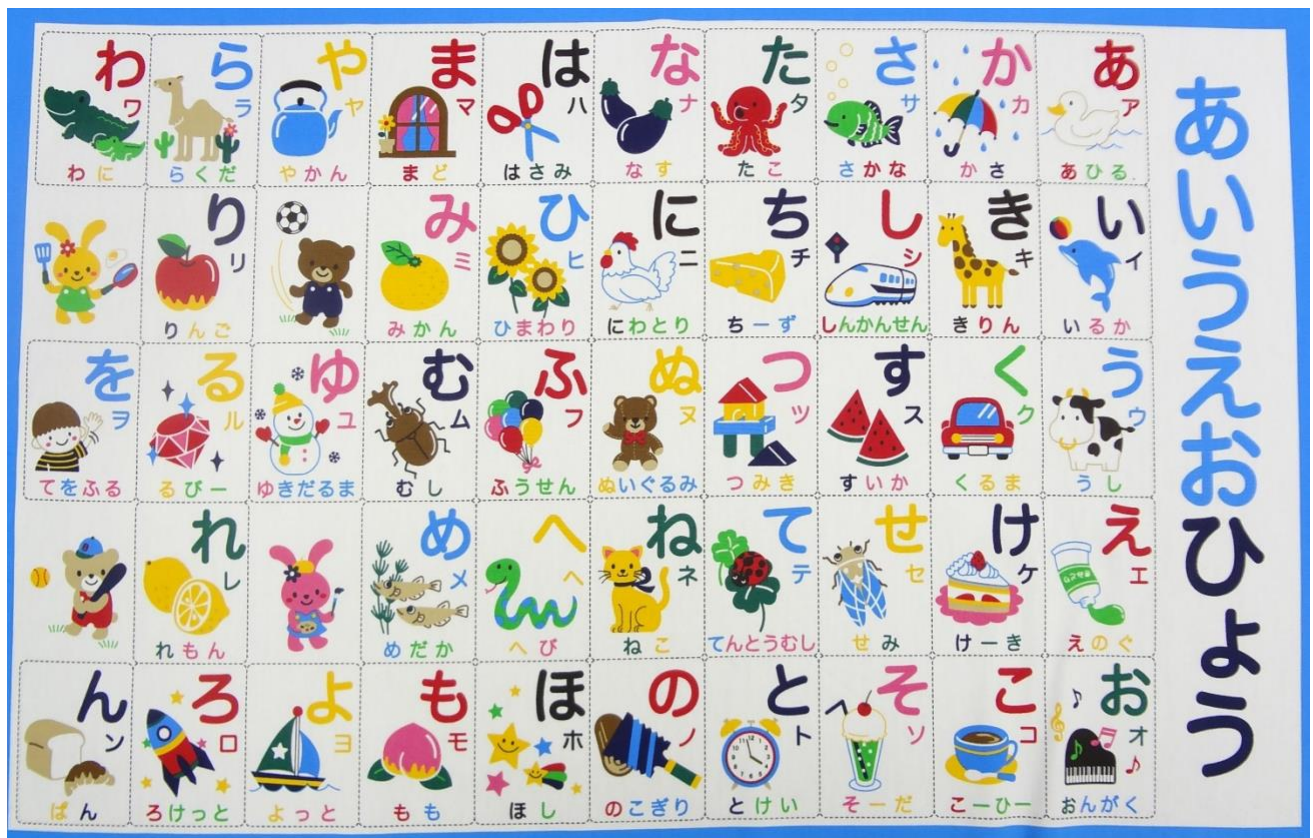 あいうえおひょう
あ
ア
あひる
い
イ
いるか
う
ウ
うし
え
エ
えのぐ
お
オ
おんがく
か
カ
かさ
き
キ
きりん
く
ク
くるま
け
ケ
けーき
こ
コ
こーひー
さ
サ
さかな
し
シ
しんかんせん
す
ス
すいか
せ
セ
せみ
そ
ソ
そーだ
た
タ
たこ
ち
チ
ちーず
つ
ツ
つみき
て
テ
てんとうむし
と
ト
とけい
な
ナ
なす
に
ニ
にわとり
ぬ
ヌ
ぬいぐるみ
ね
ネ
ねこ
の
ノ
のこぎり
は
ハ
はさみ
ひ
ヒ
ひまわり
ふ
フ
ふうせん
へ
ヘ
へび
ほ
ホ
ほし
ま
マ
まど
み
ミ
みかん
む
ム
むし
め
メ
めだか
も
モ
もも
や
ヤ
やかん
ゆ
ユ
ゆきだるま
よ
ヨ
よっと
ら
ラ
らくだ
り
リ
りんご
る
ル
るびー
れ
レ
れもん
ろ
ロ
ろけっと
わ
ワ
わに
を
ヲ
てをふる
ん
ン
ぱん